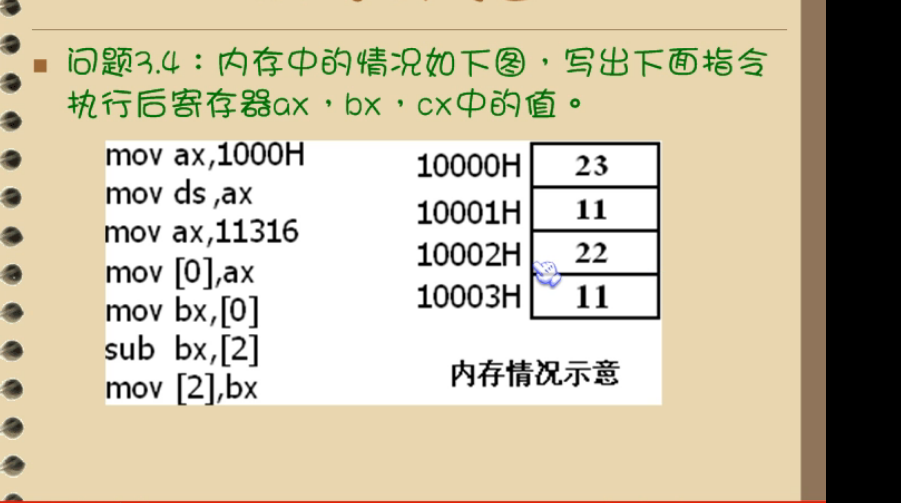 问题3.4：内存中的情况如下图，写出下面指令
执行后寄存器ax，bx，cx中的值。
mov ax,1000H
mov ds ,ax
mov ax,11316
mov [0],ax
mov bx,[0]
sub bx,[2]
mov [2],bx
10000H 23
10001H 11
10002H 22
10003H 11
内存情况示意